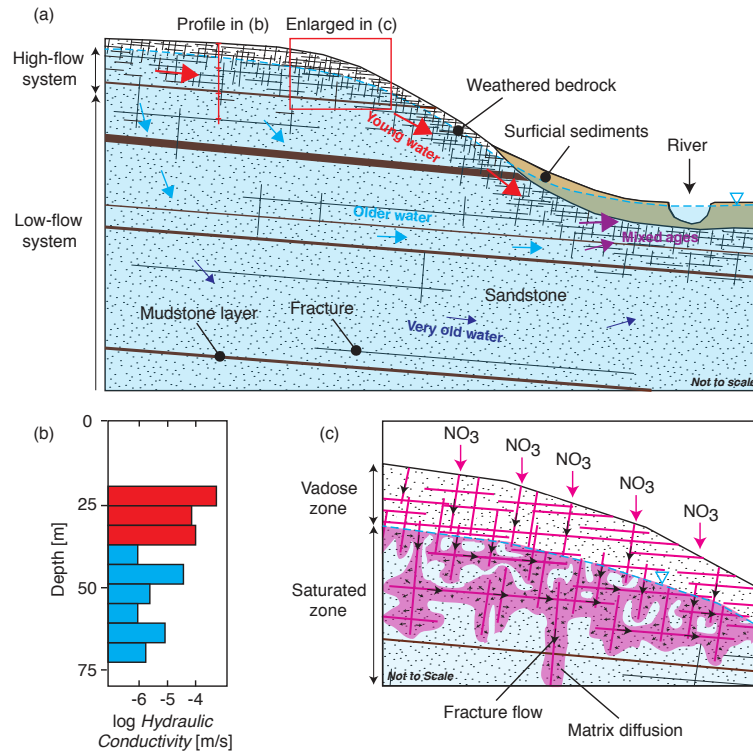 (a)
Profile in (b)
Enlarged in (c)
High-flow
system
Weathered bedrock
Surficial sediments
River
Young water
Low-flow
system
Older water
Mixed ages
Sandstone
Mudstone layer
Fracture
Very old water
Not to scale
(b)
0
25
50
75
Depth [m]
-6
-5
-4
log Hydraulic
Conductivity [m/s]
(c)
NO3
NO3
NO3
NO3
NO3
Vadose
zone
Saturated
zone
Not to Scale
Fracture flow
Matrix diffusion